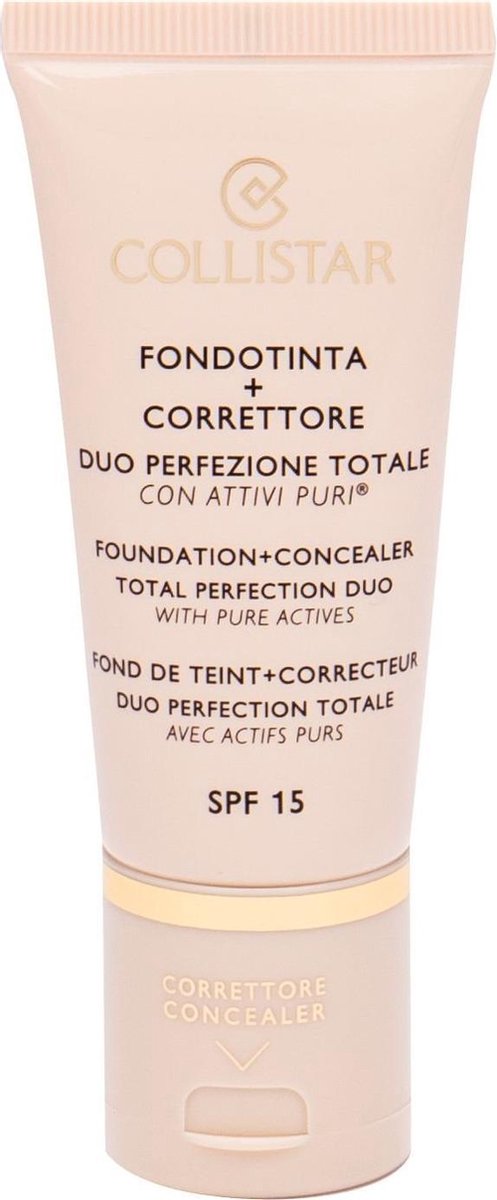 COLLISTAR
FONDOTINTA
+
CORRETTORE
DUO PERFEZIONE TOTALE
CON ATTIVI PURI®
FOUNDATION+CONCEALER
TOTAL PERFECTION DUO
WITH PURE ACTIVES
FOND DE TEINT+CORRECTEUR
DUO PERFECTION TOTALE
AVEC ACTIFS PURS
SPF 15
CORRETTORE
CONCEALER